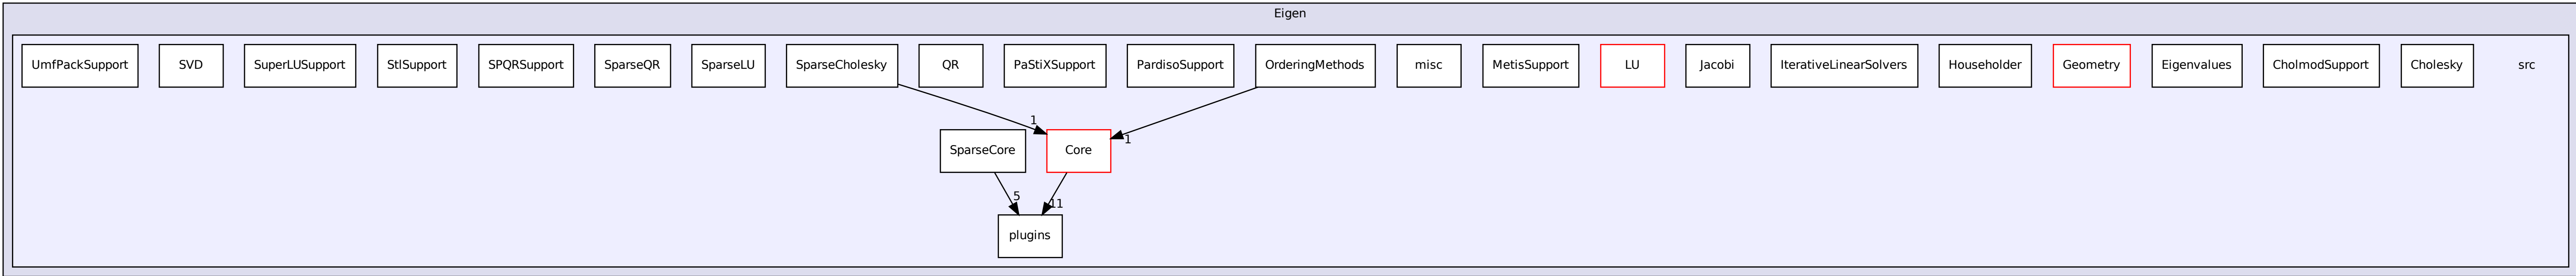 Eigen
UmfPackSupport SVD SuperLUSupport StlSupport SPQRSupport SparseQR SparseLU SparseCholesky QR PaStiXSupport PardisoSupport OrderingMethods misc MetisSupport LU Jacobi IterativeLinearSolvers Householder Geometry Eigenvalues CholmodSupport Cholesky src
1
1
SparseCore Core
5
11
plugins